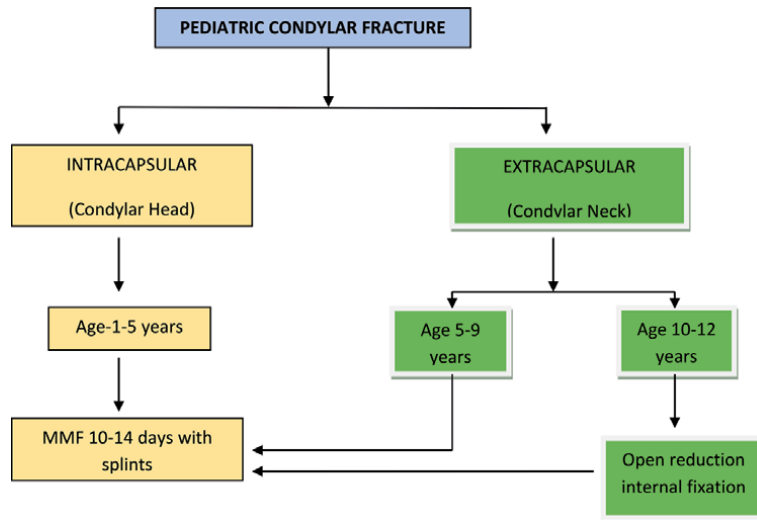 PEDIATRIC CONDYLAR FRACTURE
INTRACAPSULAR
(Condylar Head)
EXTRACAPSULAR
(Condylar Neck)
Age-1-5 years
Age 5-9
years
Age 10-12
years
MMF 10-14 days with
splints
Open reduction
internal fixation